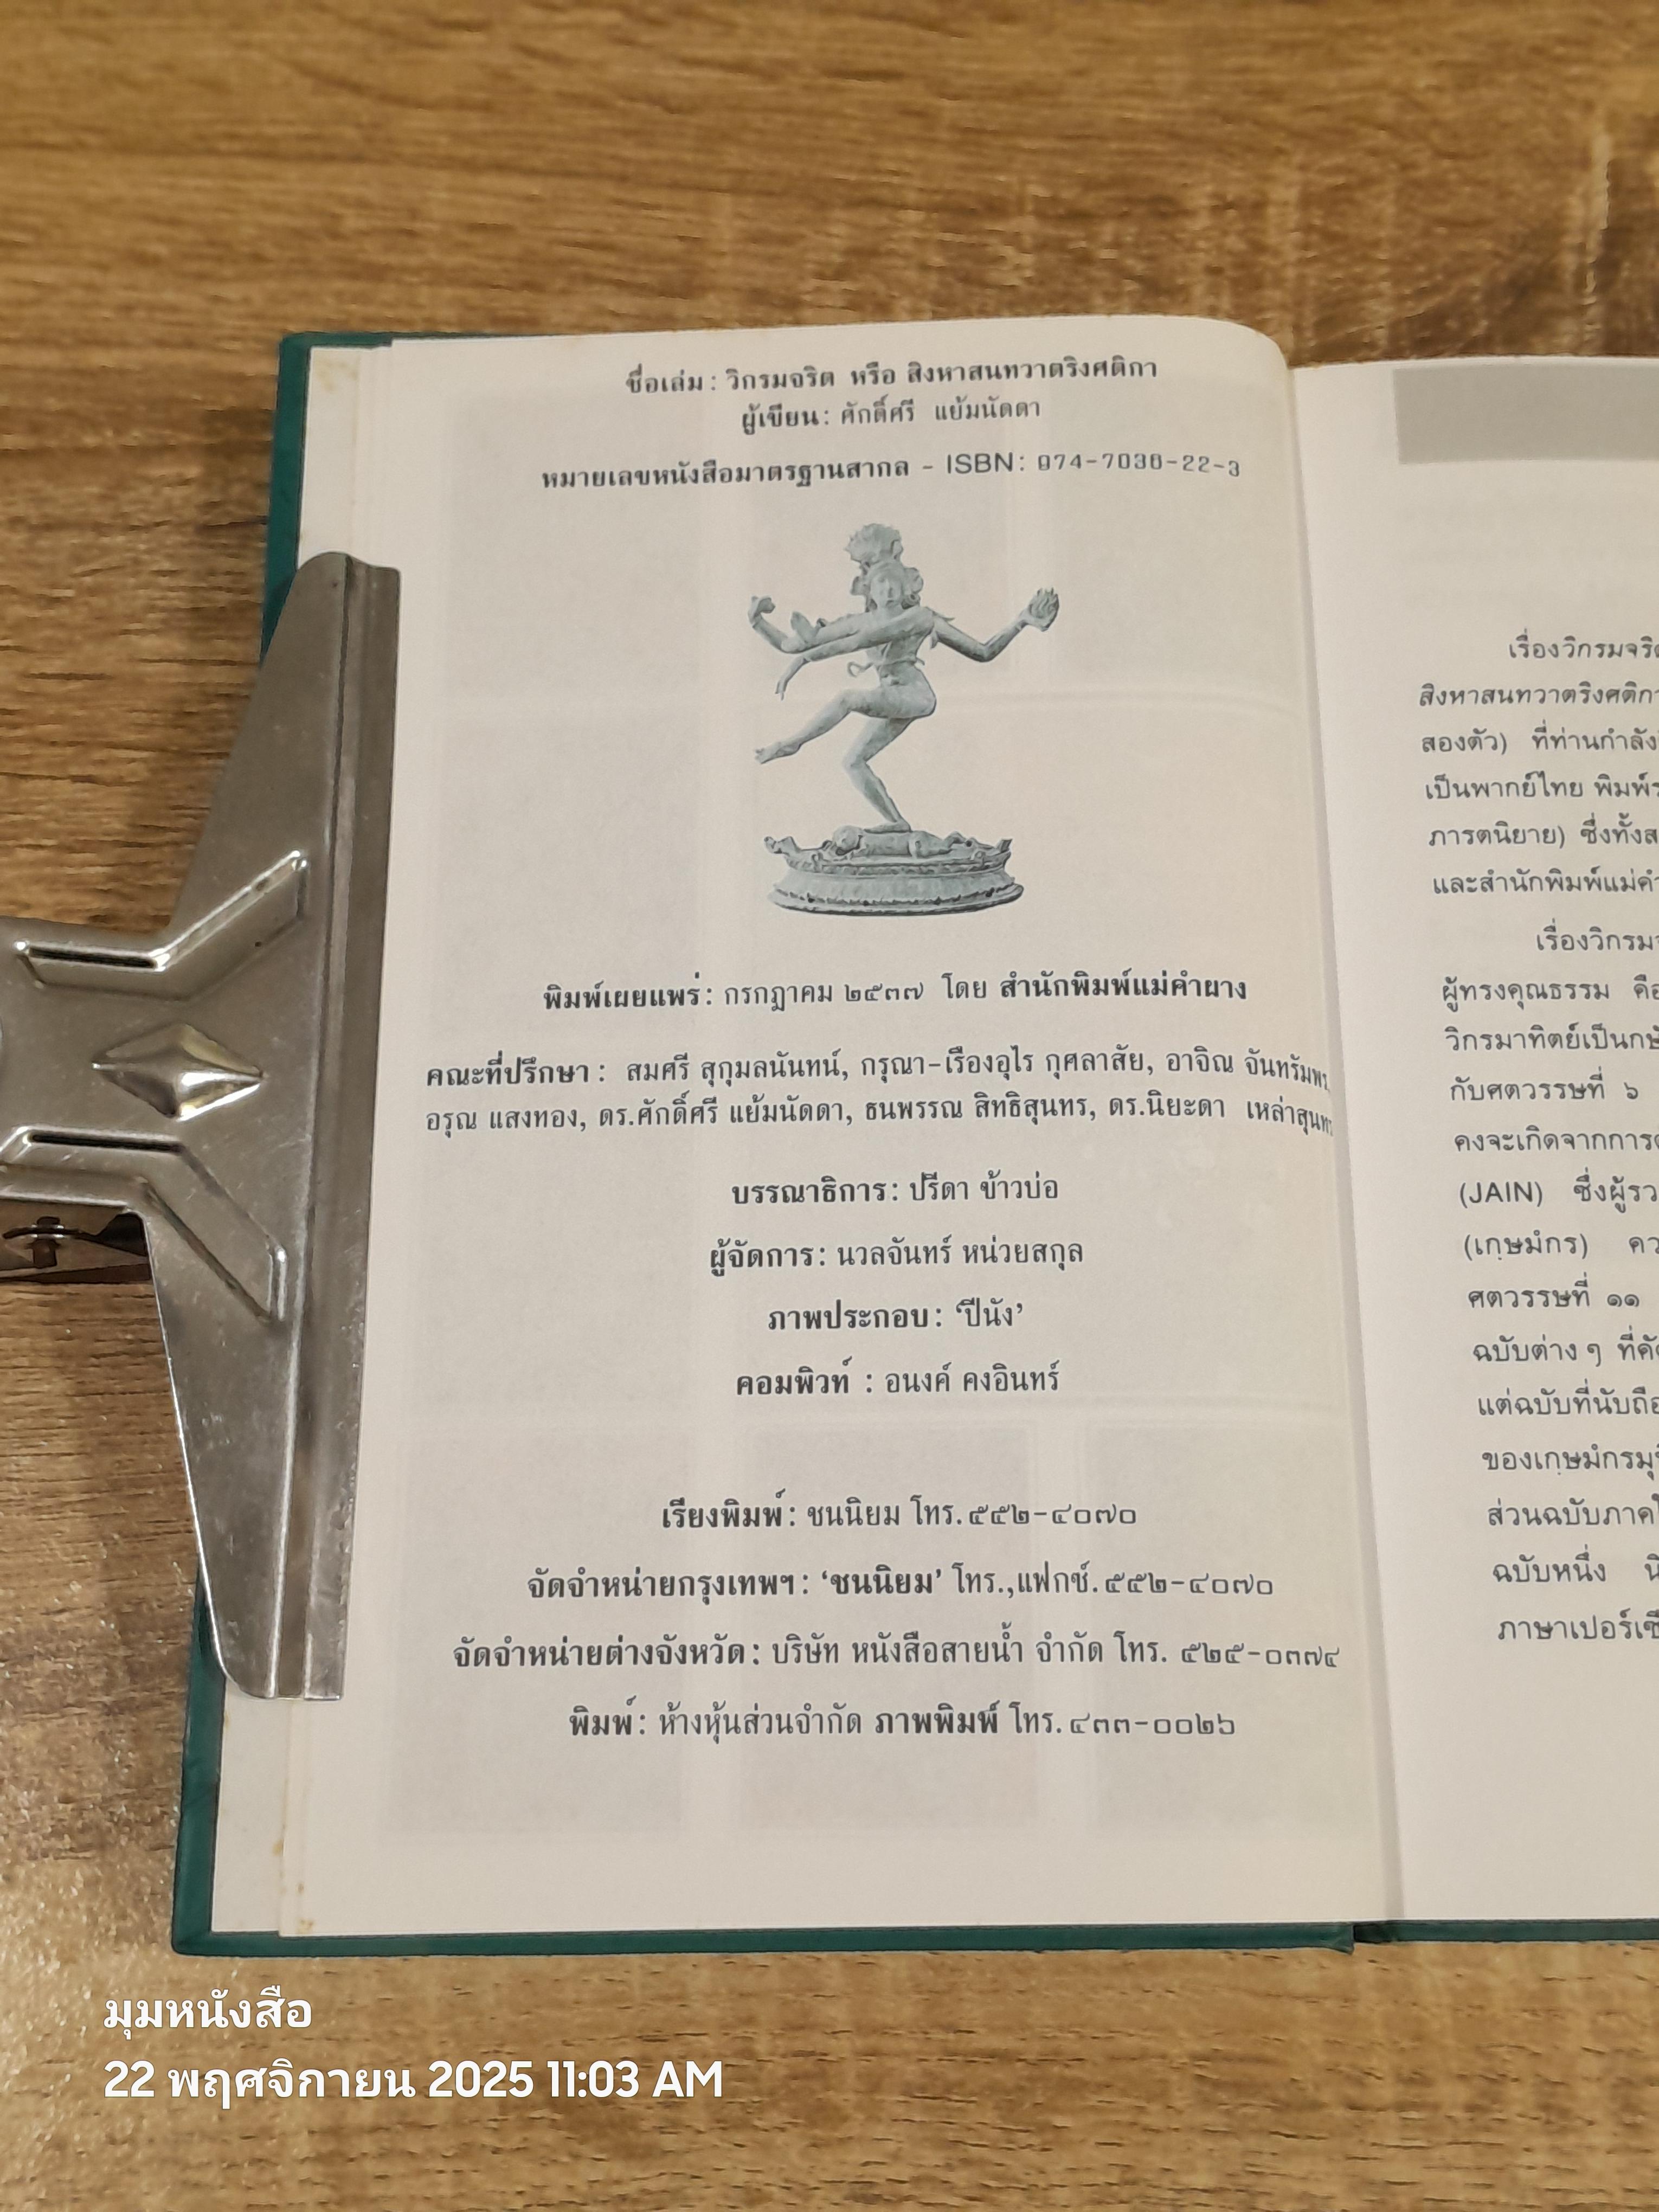 ชื่อเล่ม : วิกรมจริต หรือ สิงหาสนทวาตริงศติกา
ผู้เขียน : ศักดิ์ศรี แย้มนัดดา
หมายเลขหนังสือมาตรฐานสากล - ISBN : 974-7036-22-3
พิมพ์เผยแพร่ : กรกฎาคม ๒๕๓๗ โดย สำนักพิมพ์แม่คำผาง
คณะที่ปรึกษา : สมศรี สุกุมลนันทน์, กรุณา-เรืองอุไร กุศลาสัย, อาจิณ จันทรัมพร,
อรุณ แสงทอง, ดร.ศักดิ์ศรี แย้มนัดดา, ธนพรรณ สิทธิสุนทร, ดร.นิยะดา เหล่าสุนทร
บรรณาธิการ : ปรีดา ข้าวบ่อ
ผู้จัดการ : นวลจันทร์ หน่วยสกุล
ภาพประกอบ : ‘ปีนัง’
คอมพิวท์ : อนงค์ คงอินทร์
เรียงพิมพ์ : ชนนิยม โทร. ๕๕๒-๔๐๗๐
จัดจำหน่ายกรุงเทพฯ : ‘ชนนิยม’ โทร.,แฟกซ์. ๕๕๒-๔๐๗๐
จัดจำหน่ายต่างจังหวัด : บริษัท หนังสือสายน้ำ จำกัด โทร. ๕๒๕-๐๓๗๔
พิมพ์ : ห้างหุ้นส่วนจำกัด ภาพพิมพ์ โทร. ๔๓๓-๐๐๒๖
เรื่องวิกรมจริต
สิงหาสนทวาตริงศติกา
สองตัว) ที่ท่านกำลัง
เป็นพากย์ไทย พิมพ์
ภารตนิยาย) ซึ่งทั้ง
และสำนักพิมพ์แม่คำ
เรื่องวิกรม
ผู้ทรงคุณธรรม คือ
วิกรมาทิตย์เป็น
กับศตวรรษที่ ๖
คงจะเกิดจากการ
(JAIN) ซึ่งผู้
(เกษมํกร)
ศตวรรษที่ ๑๑
ฉบับต่าง ๆ ที่
แต่ฉบับที่นับถือ
ของเกษมํกรมุนิ
ส่วนฉบับภาค
ฉบับหนึ่ง
ภาษาเปอร์เซี
มุมหนังสือ
22 พฤศจิกายน 2025 11:03 AM